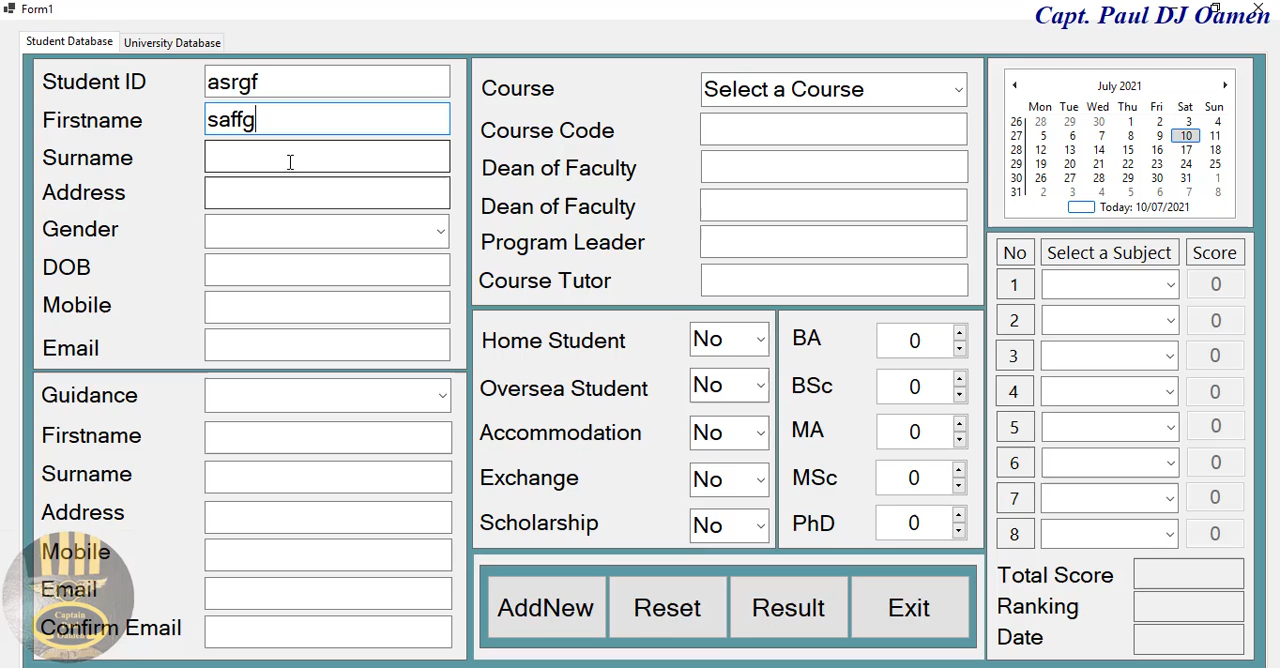 Form1
Capt. Paul DJ Oamen
Student Database
University Database
Student ID
asrgf
Firstname
saffg
Surname
Address
Gender
DOB
Mobile
Email
Guidance
Firstname
Surname
Address
Mobile
Email
Confirm Email
Course
Select a Course
Course Code
Dean of Faculty
Dean of Faculty
Program Leader
Course Tutor
Home Student
No
Oversea Student
No
Accommodation
No
Exchange
No
Scholarship
No
BA
0
BSc
0
MA
0
MSc
0
PhD
0
AddNew
Reset
Result
Exit
July 2021
Mon Tue Wed Thu Fri Sat Sun
26 28 29 30 1 2 3 4
27 5 6 7 8 9 10 11
28 12 13 14 15 16 17 18
29 19 20 21 22 23 24 25
30 26 27 28 29 30 31 1
31 2 3 4 5 6 7 8
Today: 10/07/2021
No
Select a Subject
Score
1
0
2
0
3
0
4
0
5
0
6
0
7
0
8
0
Total Score
Ranking
Date